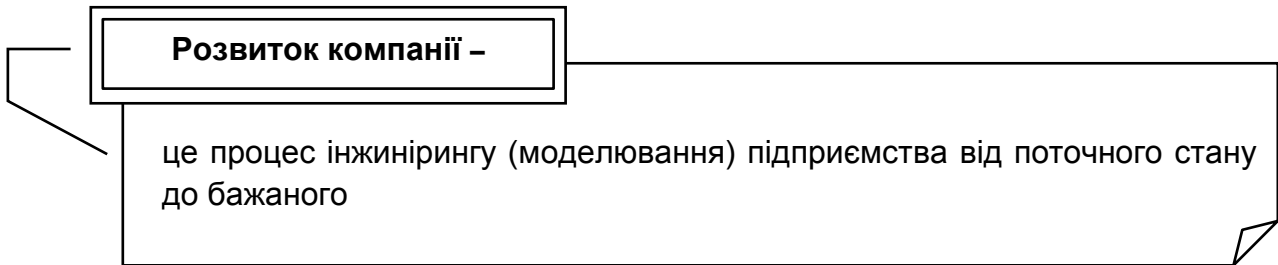 Розвиток компанії –
це процес інжинірингу (моделювання) підприємства від поточного стану
до бажаного